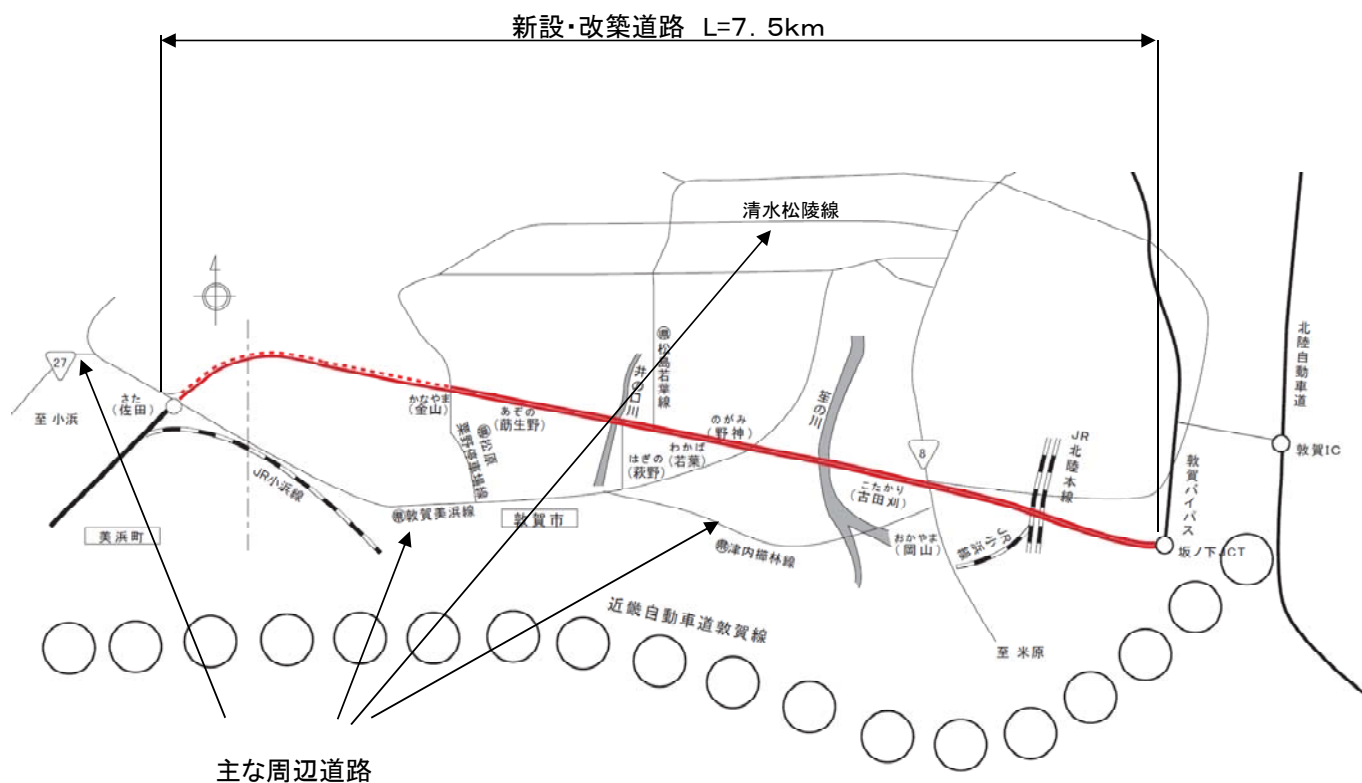 新設・改築道路 L=7.5km
清水松陵線
27
至 小浜
さた
(佐田)
かなやま
(金山)
あぞの
(莇生野)
井の口川
県松島若葉線
のがみ
(野神)
わかば
(若葉)
はぎの
(萩野)
笙の川
8
JR北陸本線
北陸自動車道
敦賀IC
敦賀バイパス
こたかり
(古田刈)
おかやま
(岡山)
JR小浜線
坂ノ下JCT
県松原
粟野停車場線
JR小浜線
県敦賀美浜線
敦賀市
美浜町
県津内櫛林線
近畿自動車道敦賀線
至 米原
主な周辺道路